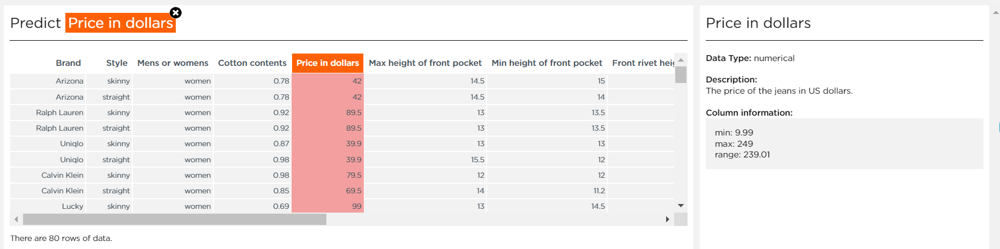 Predict Price in dollars
Brand Style Mens or womens Cotton contents Price in dollars Max height of front pocket Min height of front pocket Front rivet
Arizona skinny women 0.78 42 14.5 15
Arizona straight women 0.78 42 14.5 14
Ralph Lauren skinny women 0.92 89.5 13 13.5
Ralph Lauren straight women 0.92 89.5 13 13.5
Uniqlo skinny women 0.87 39.9 13 13
Uniqlo straight women 0.98 39.9 15.5 12
Calvin Klein skinny women 0.98 79.5 12 12
Calvin Klein straight women 0.85 69.5 14 11.2
Lucky skinny women 0.69 99 13 14.5
There are 80 rows of data.
Price in dollars
Data Type: numerical
Description:
The price of the jeans in US dollars.
Column information:
min: 9.99
max: 249
range: 239.01